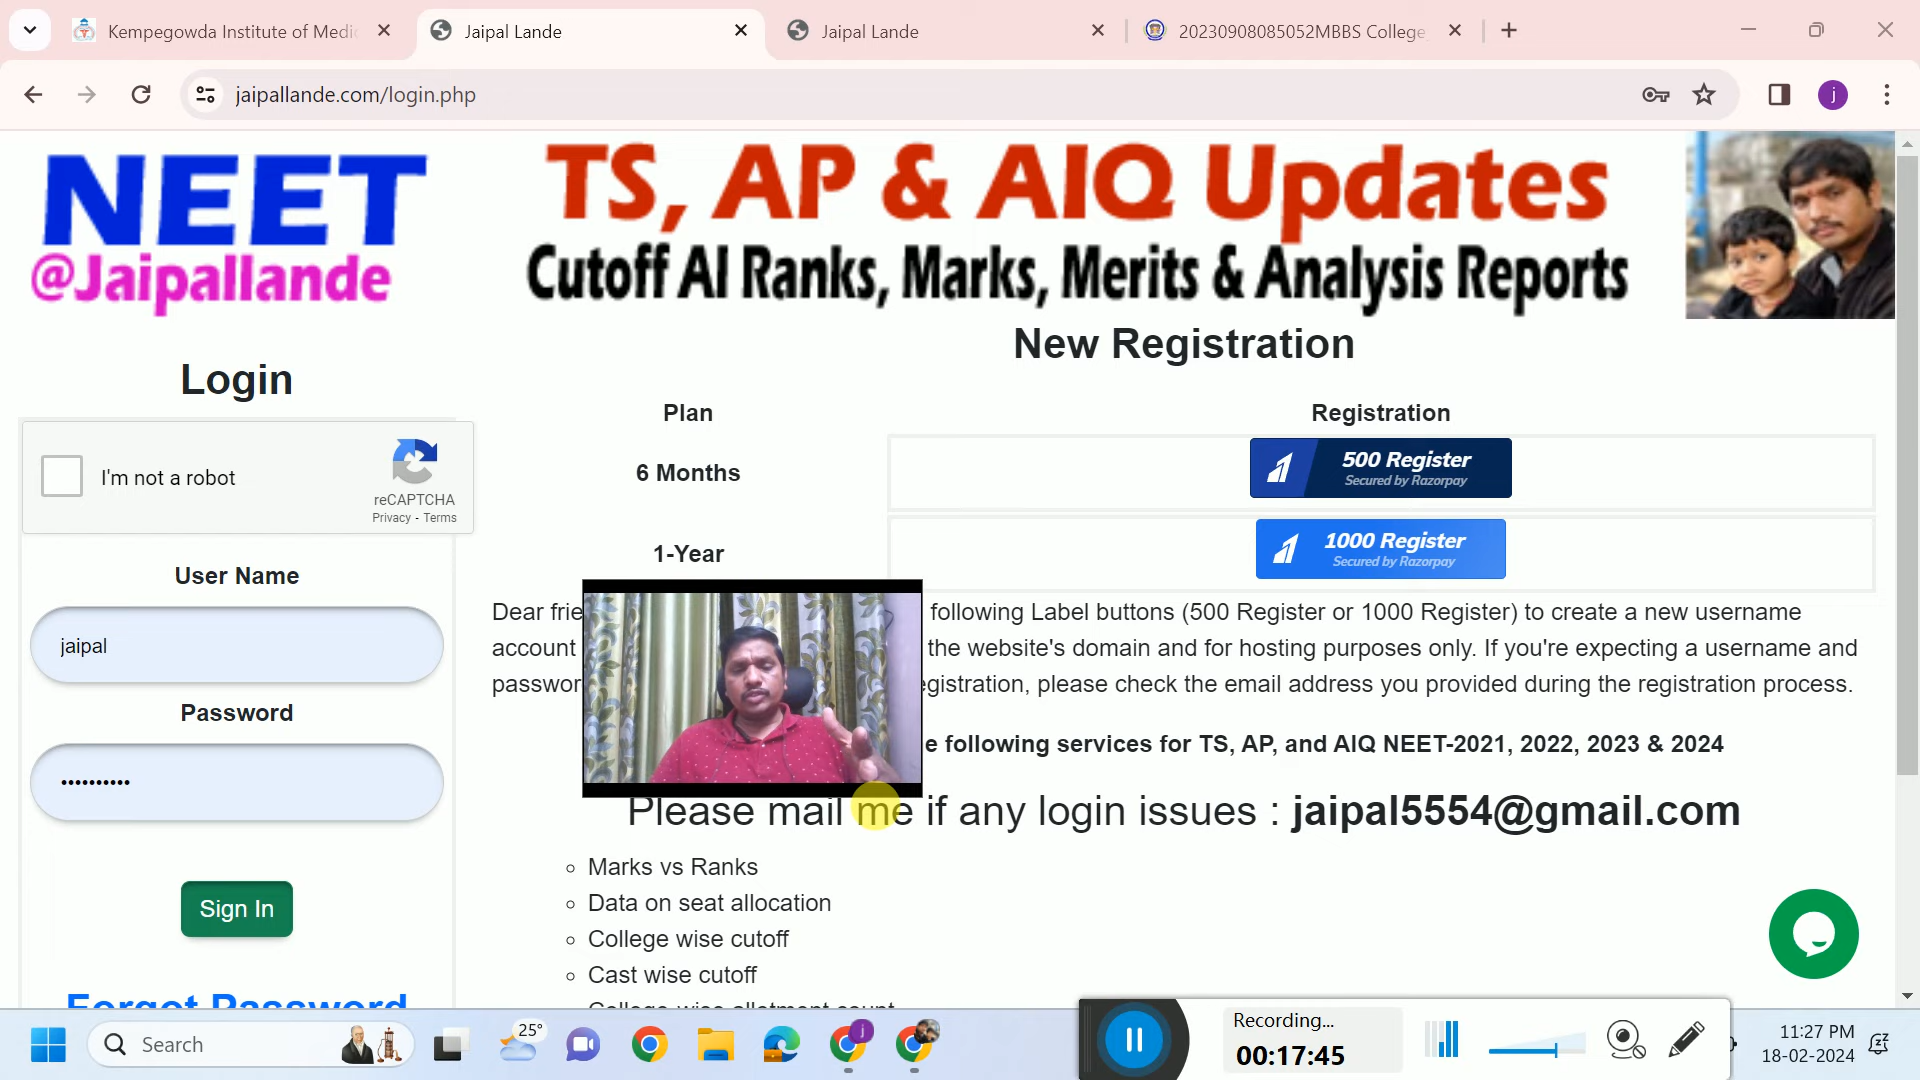 Kempegowda Institute of Medic
Jaipal Lande
Jaipal Lande
20230908085052MBBS College
jaipallande.com/login.php
j
NEET
@Jaipallande
TS, AP & AIQ Updates
Cutoff AI Ranks, Marks, Merits & Analysis Reports
New Registration
Login
Plan
Registration
I'm not a robot
reCAPTCHA
Privacy - Terms
6 Months
500 Register
Secured by Razorpay
1-Year
1000 Register
Secured by Razorpay
User Name
jaipal
Password
••••••••••
Sign In
Forgot Password
Dear frie following Label buttons (500 Register or 1000 Register) to create a new username
account the website's domain and for hosting purposes only. If you're expecting a username and
passwor egistration, please check the email address you provided during the registration process.
e following services for TS, AP, and AIQ NEET-2021, 2022, 2023 & 2024
Please mail me if any login issues : jaipal5554@gmail.com
Marks vs Ranks
Data on seat allocation
College wise cutoff
Cast wise cutoff
College wise allotment count
Search
25°
j
Recording...
00:17:45
11:27 PM
18-02-2024